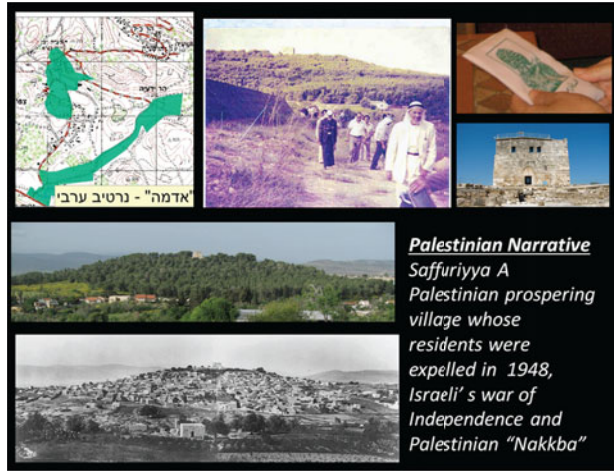 "אדמה" - נרטיב ערבי
Palestinian Narrative
Saffuriyya A
Palestinian prospering
village whose
residents were
expelled in 1948,
Israeli' s war of
Independence and
Palestinian “Nakkba”